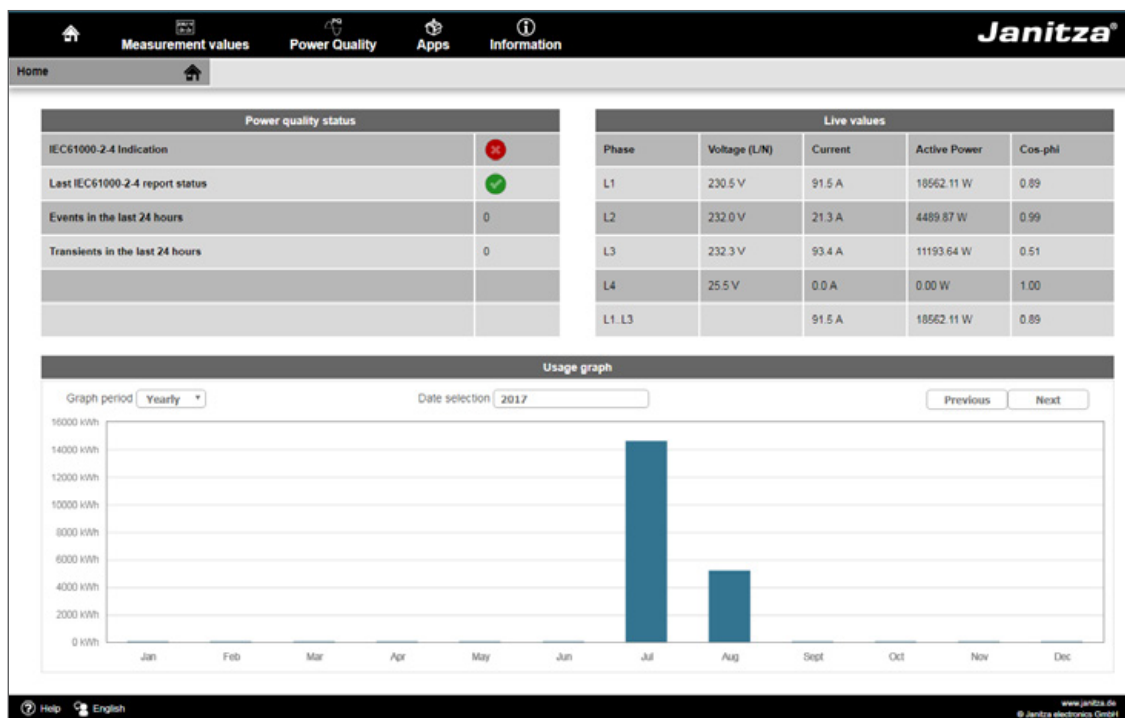 Measurement values Power Quality Apps Information Janitza®
Home
Power quality status
IEC61000-2-4 Indication
Last IEC61000-2-4 report status
Events in the last 24 hours 0
Transients in the last 24 hours 0
Live values
Phase Voltage (L/N) Current Active Power Cos-phi
L1 230.5 V 91.5 A 18562.11 W 0.89
L2 232.0 V 21.3 A 4489.87 W 0.99
L3 232.3 V 93.4 A 11193.64 W 0.51
L4 25.5 V 0.0 A 0.00 W 1.00
L1..L3 91.5 A 18562.11 W 0.89
Usage graph
Graph period Yearly Date selection 2017 Previous Next
16000 kWh
14000 kWh
12000 kWh
10000 kWh
8000 kWh
6000 kWh
4000 kWh
2000 kWh
0 kWh
Jan Feb Mar Apr May Jun Jul Aug Sept Oct Nov Dec
? Help English www.janitza.de
© Janitza electronics GmbH